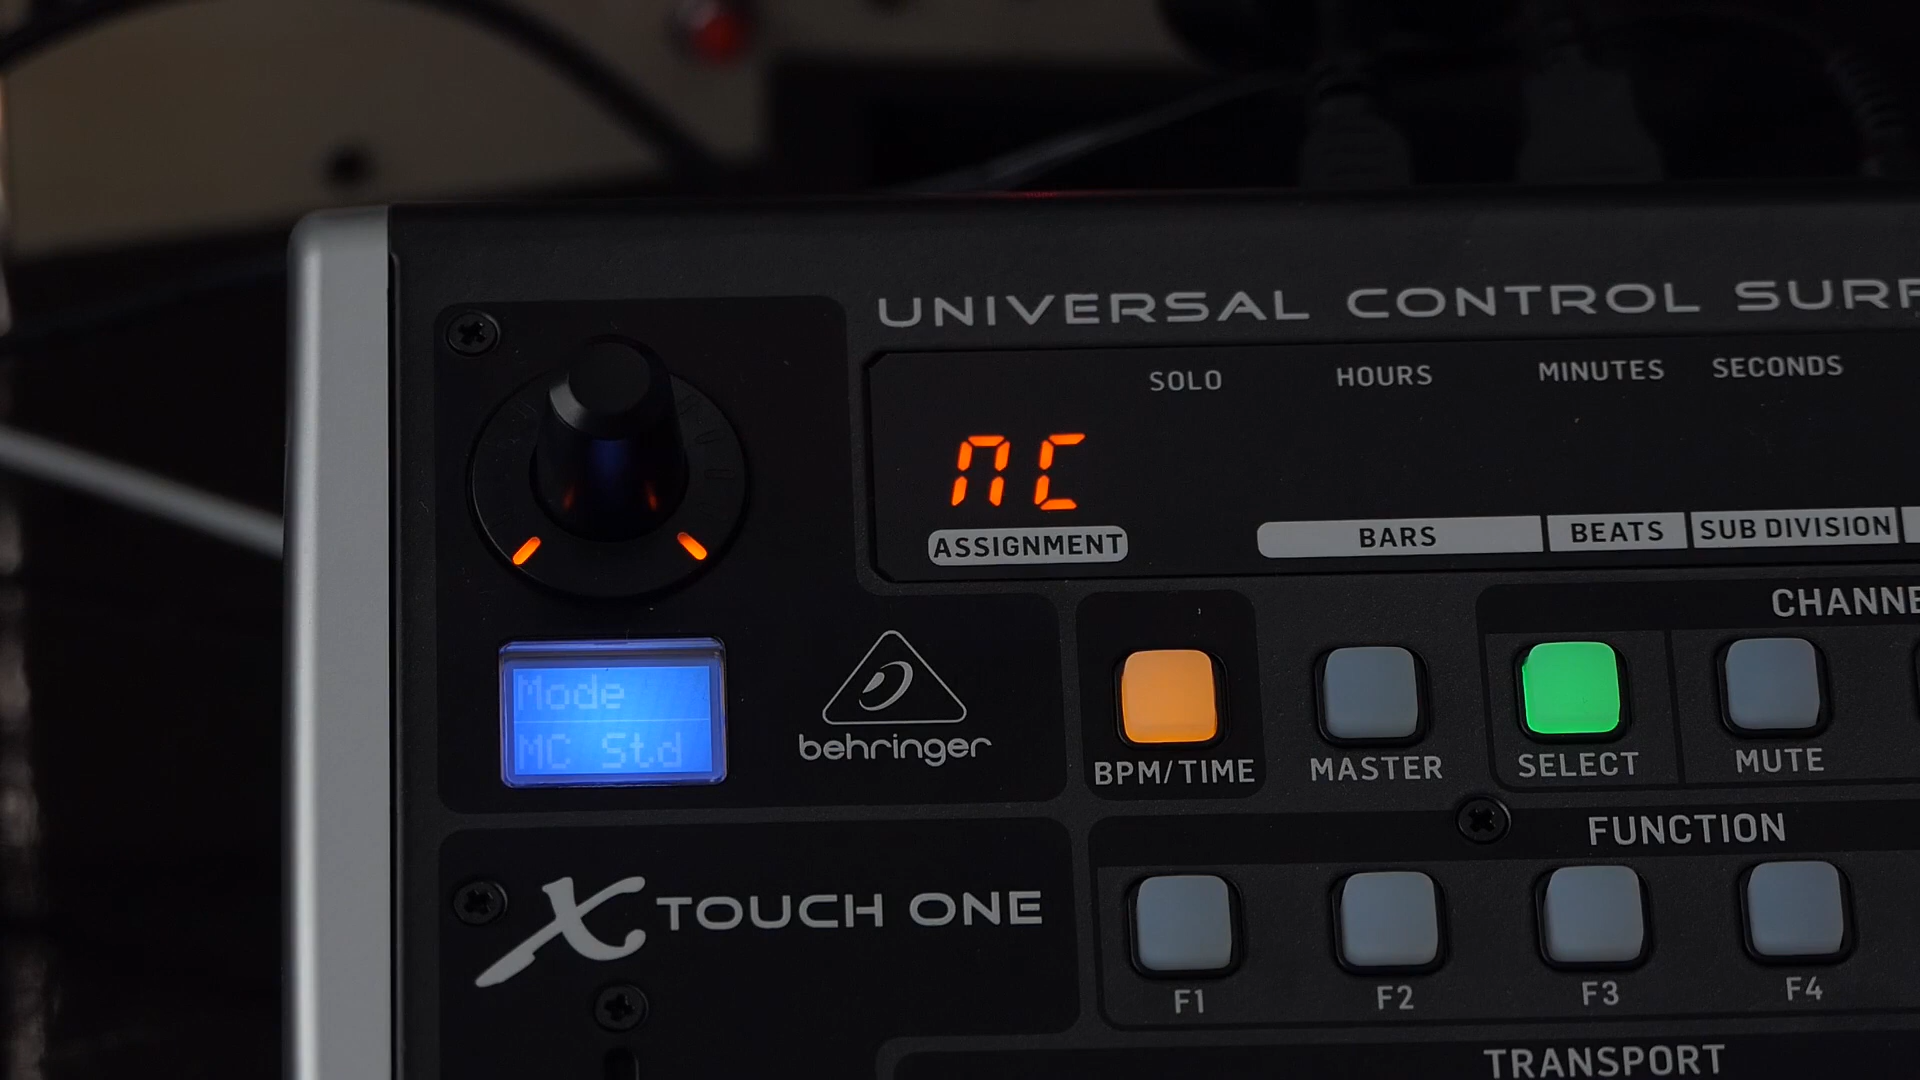 UNIVERSAL CONTROL SURF
SOLO HOURS MINUTES SECONDS
MC
ASSIGNMENT BARS BEATS SUB DIVISION
CHANNE
Mode
MC Std
behringer
BPM/TIME MASTER SELECT MUTE
FUNCTION
X TOUCH ONE
F1 F2 F3 F4
TRANSPORT